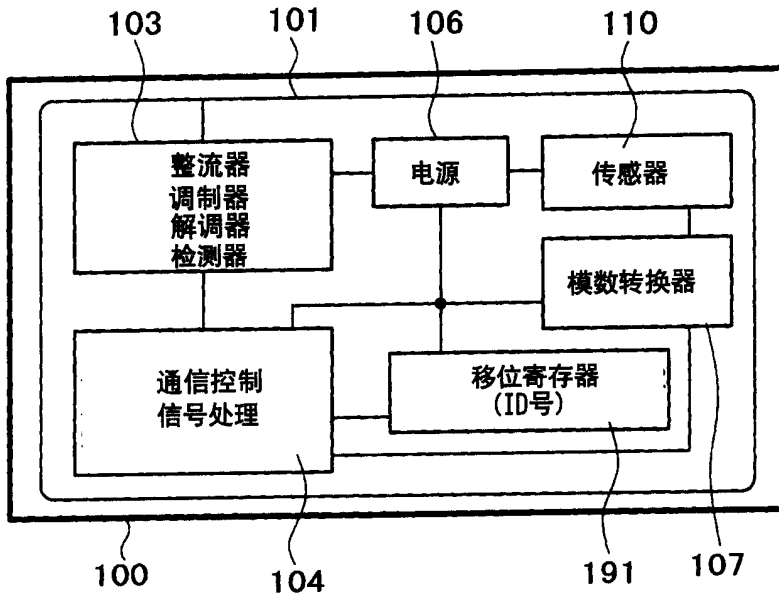 103
101
106
110
整流器
调制器
解调器
检测器
电源
传感器
模数转换器
通信控制
信号处理
移位寄存器
(ID号)
100
104
191
107